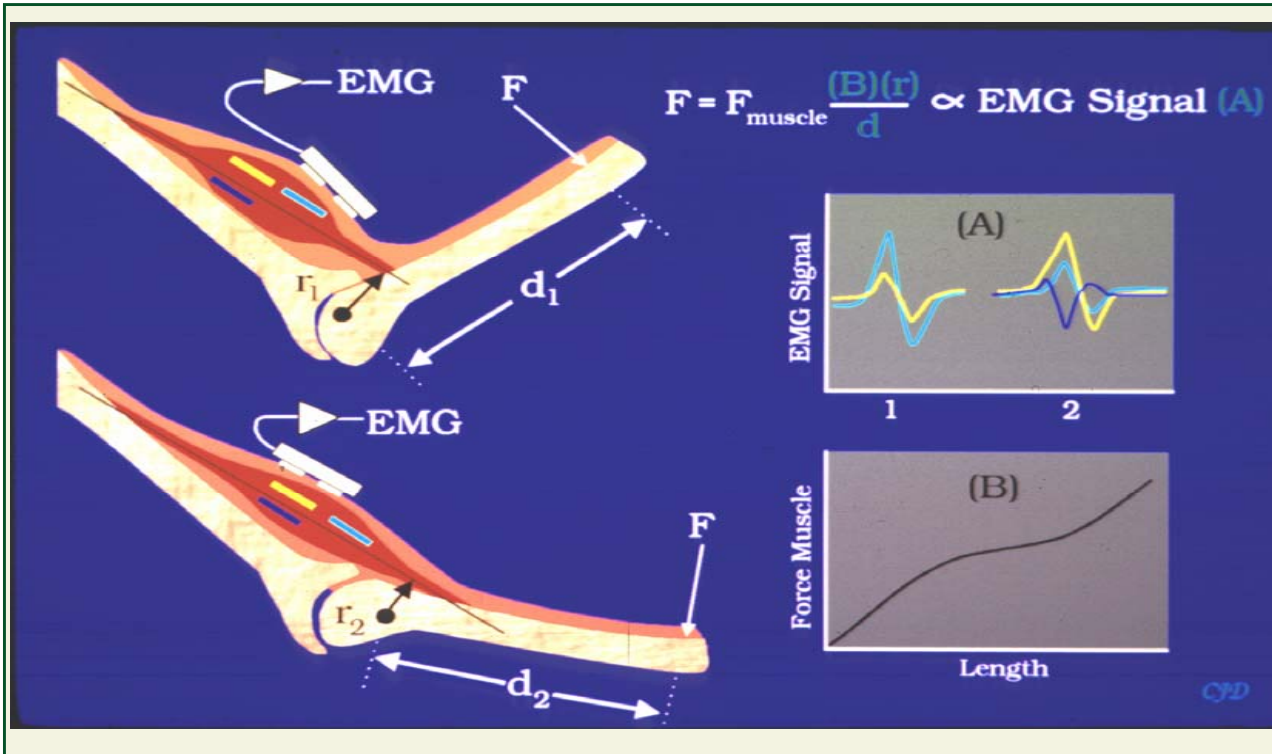 EMG
F
F = F_muscle (B)(r) / d ∝ EMG Signal (A)
r₁
d₁
EMG
F
r₂
d₂
(A)
EMG Signal
1 2
(B)
Force Muscle
Length
CJD